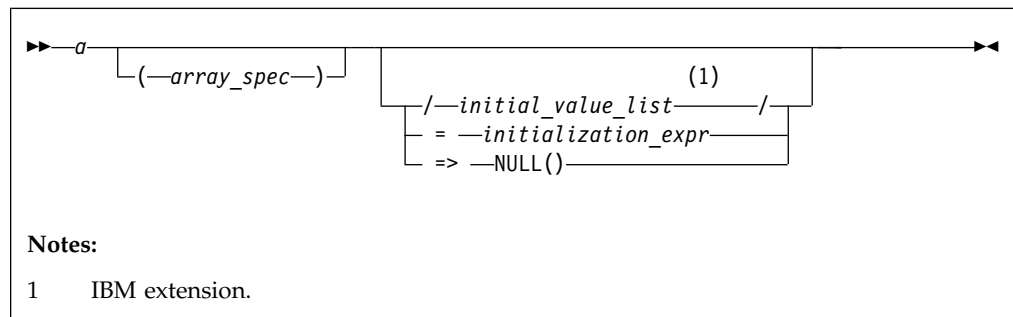 a
( array_spec )
(1)
/ initial_value_list /
= initialization_expr
=> NULL()
Notes:
1 IBM extension.